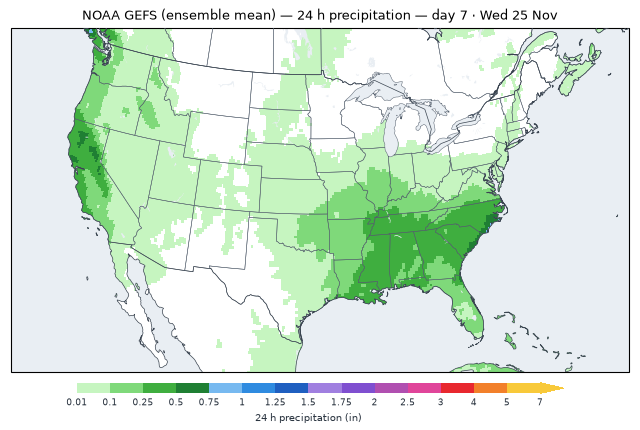 NOAA GEFS (ensemble mean) — 24 h precipitation — day 7 · Wed 25 Nov
0.01 0.1 0.25 0.5 0.75 1 1.25 1.5 1.75 2 2.5 3 4 5 7
24 h precipitation (in)